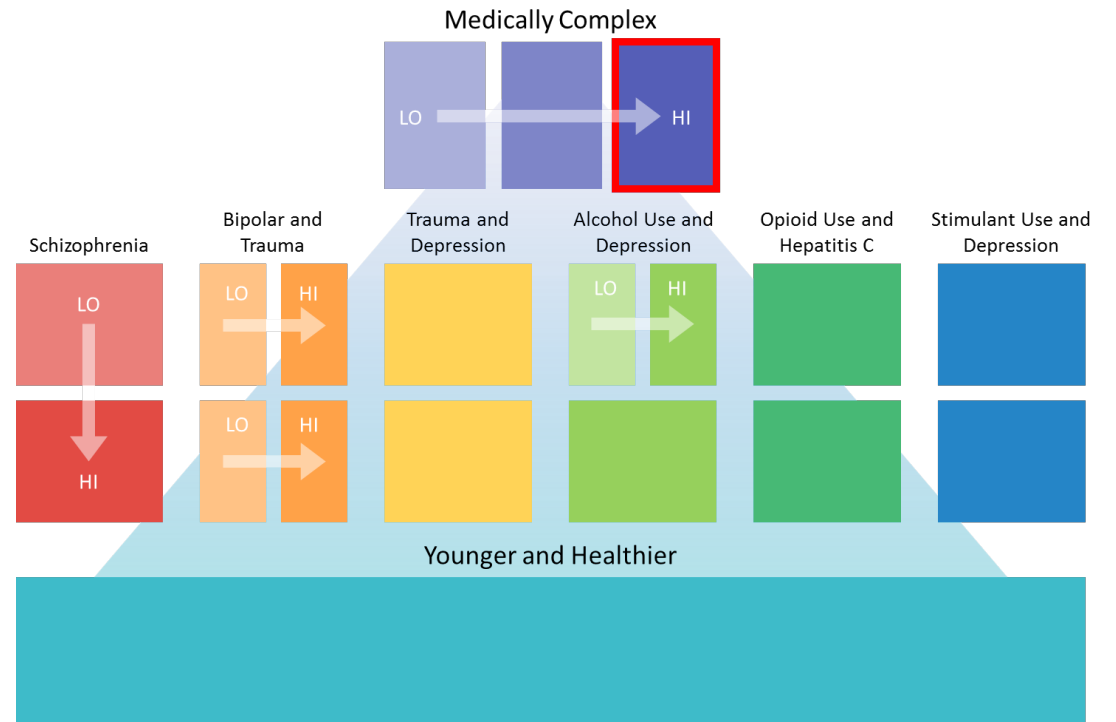 Medically Complex
LO
HI
Schizophrenia
Bipolar and
Trauma
Trauma and
Depression
Alcohol Use and
Depression
Opioid Use and
Hepatitis C
Stimulant Use and
Depression
LO
HI
LO
HI
LO
HI
LO
HI
Younger and Healthier